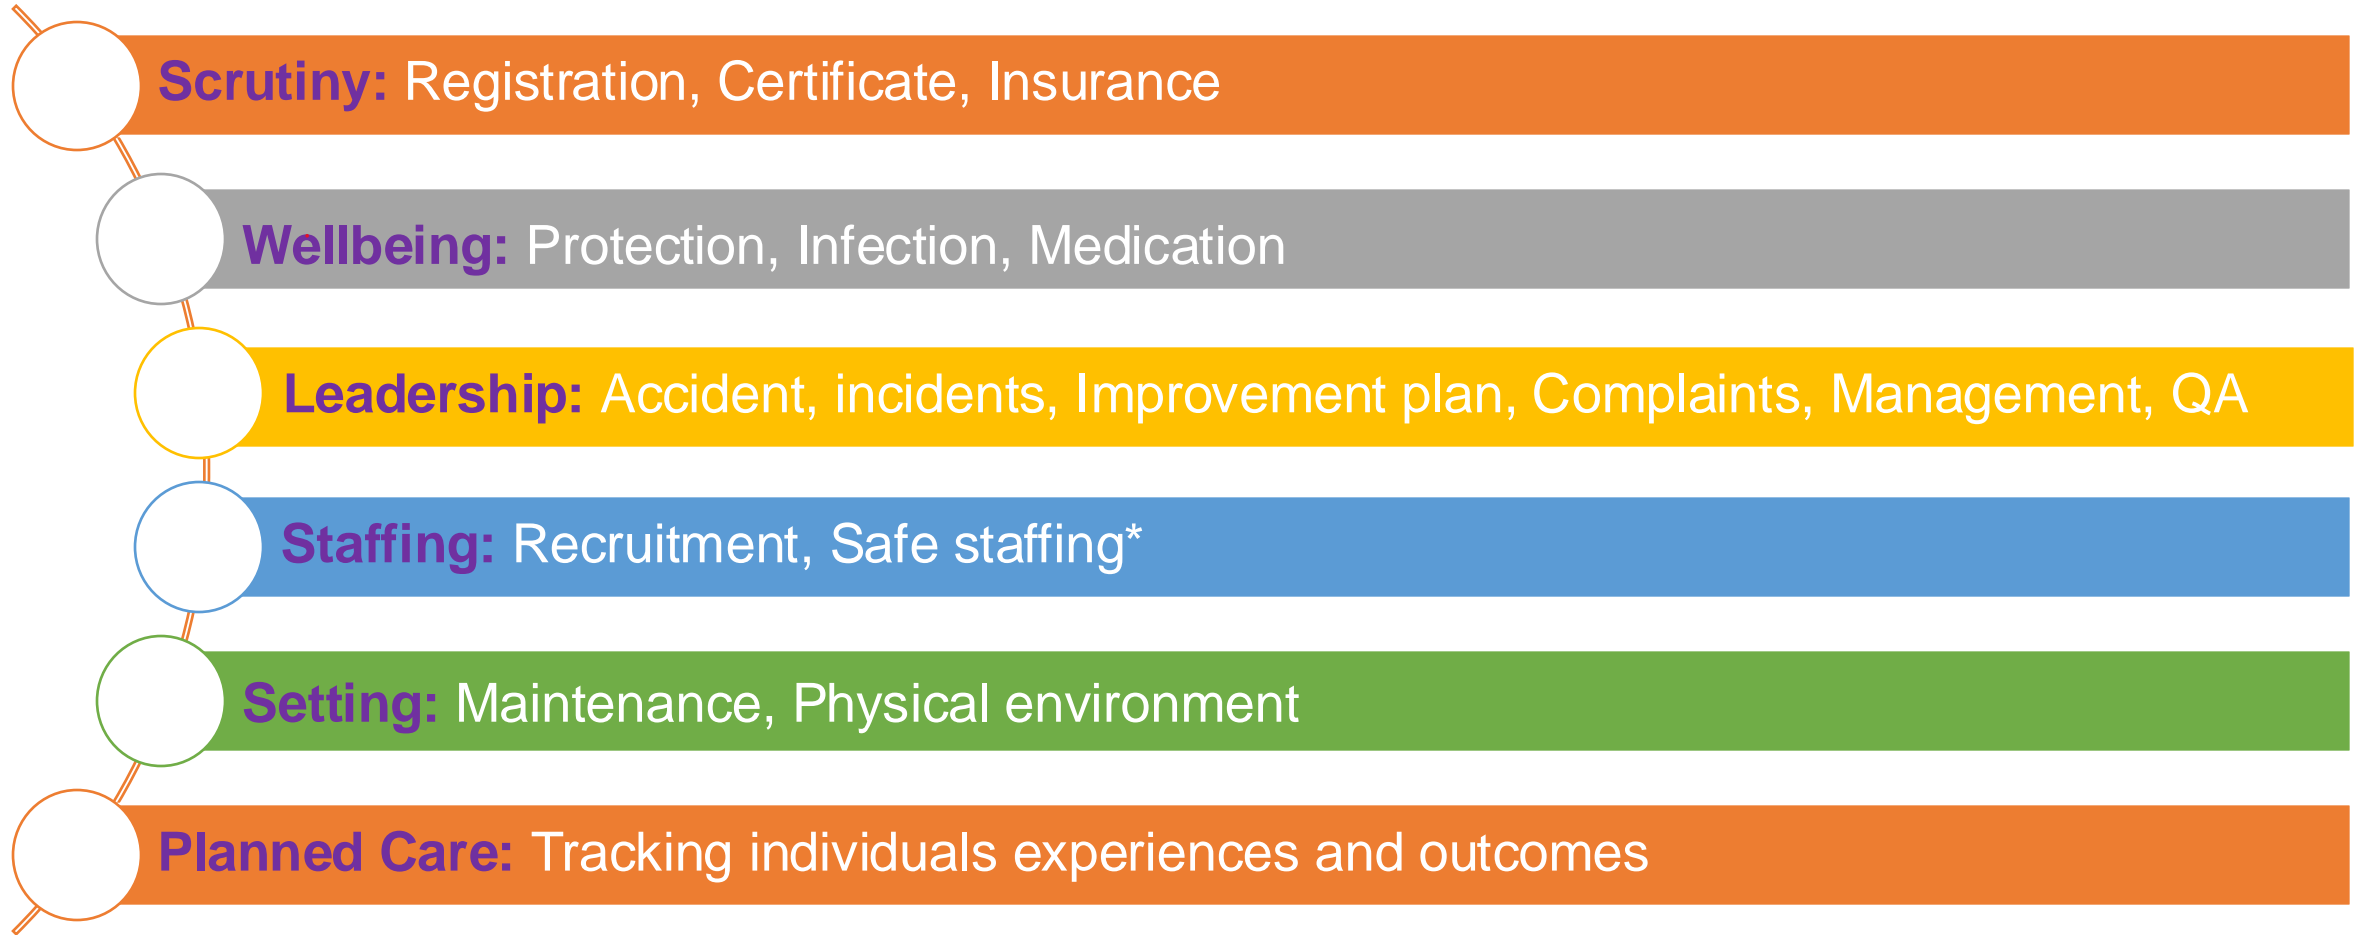 Scrutiny: Registration, Certificate, Insurance
Wellbeing: Protection, Infection, Medication
Leadership: Accident, incidents, Improvement plan, Complaints, Management, QA
Staffing: Recruitment, Safe staffing*
Setting: Maintenance, Physical environment
Planned Care: Tracking individuals experiences and outcomes